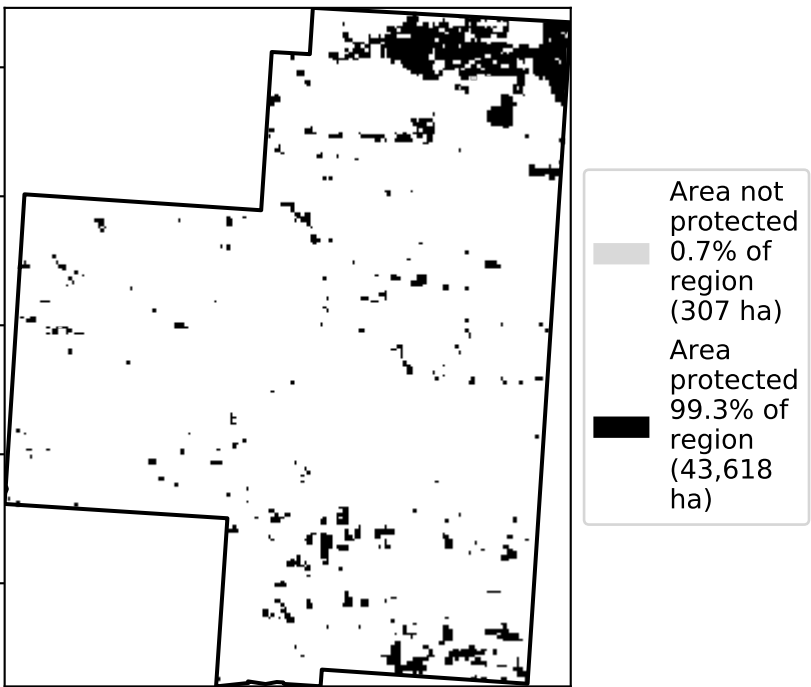 Area not
protected
0.7% of
region
(307 ha)
Area
protected
99.3% of
region
(43,618
ha)